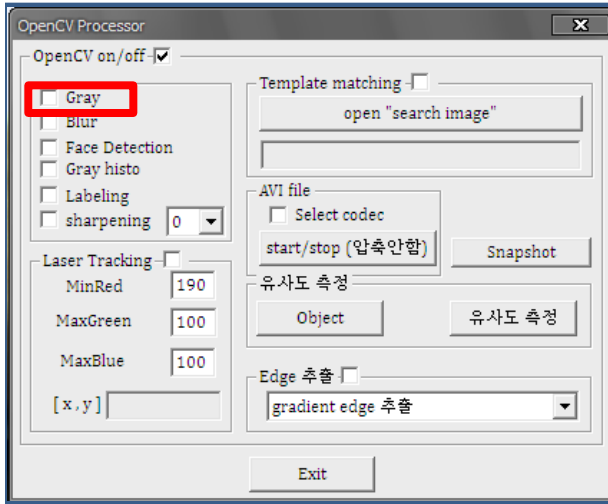 OpenCV Processor
OpenCV on/off
Gray
Blur
Face Detection
Gray histo
Labeling
sharpening 0
Laser Tracking
MinRed 190
MaxGreen 100
MaxBlue 100
[x,y]
Template matching
open "search image"
AVI file
Select codec
start/stop (압축안함)
Snapshot
유사도 측정
Object
유사도 측정
Edge 추출
gradient edge 추출
Exit